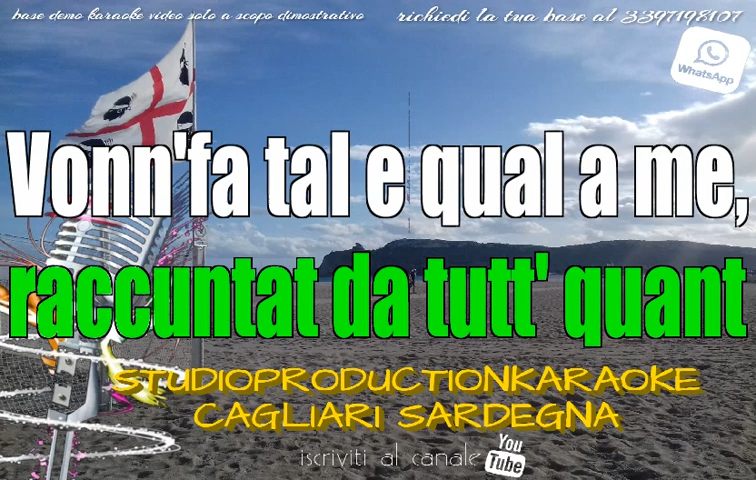 base demo karaoke video solo a scopo dimostrativo
richiedi la tua base al 3397198107
WhatsApp
Vonn'fa tal e qual a me,
raccuntat da tutt' quant
STUDIOPRODUCTIONKARAOKE
CAGLIARI SARDEGNA
iscriviti al canale You Tube